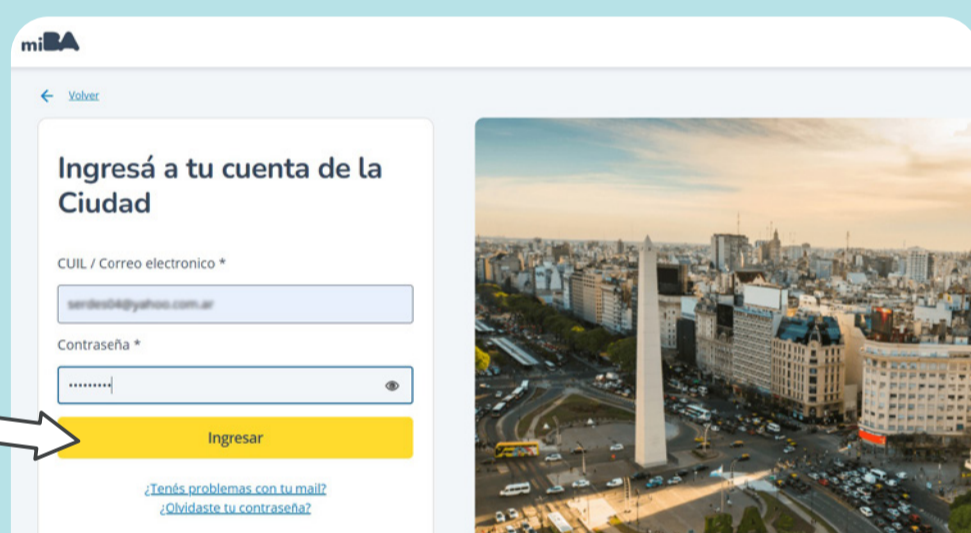 miBA
Volver
Ingresá a tu cuenta de la
Ciudad
CUIL / Correo electronico *
Contraseña *
Ingresar
¿Tenés problemas con tu mail?
¿Olvidaste tu contraseña?